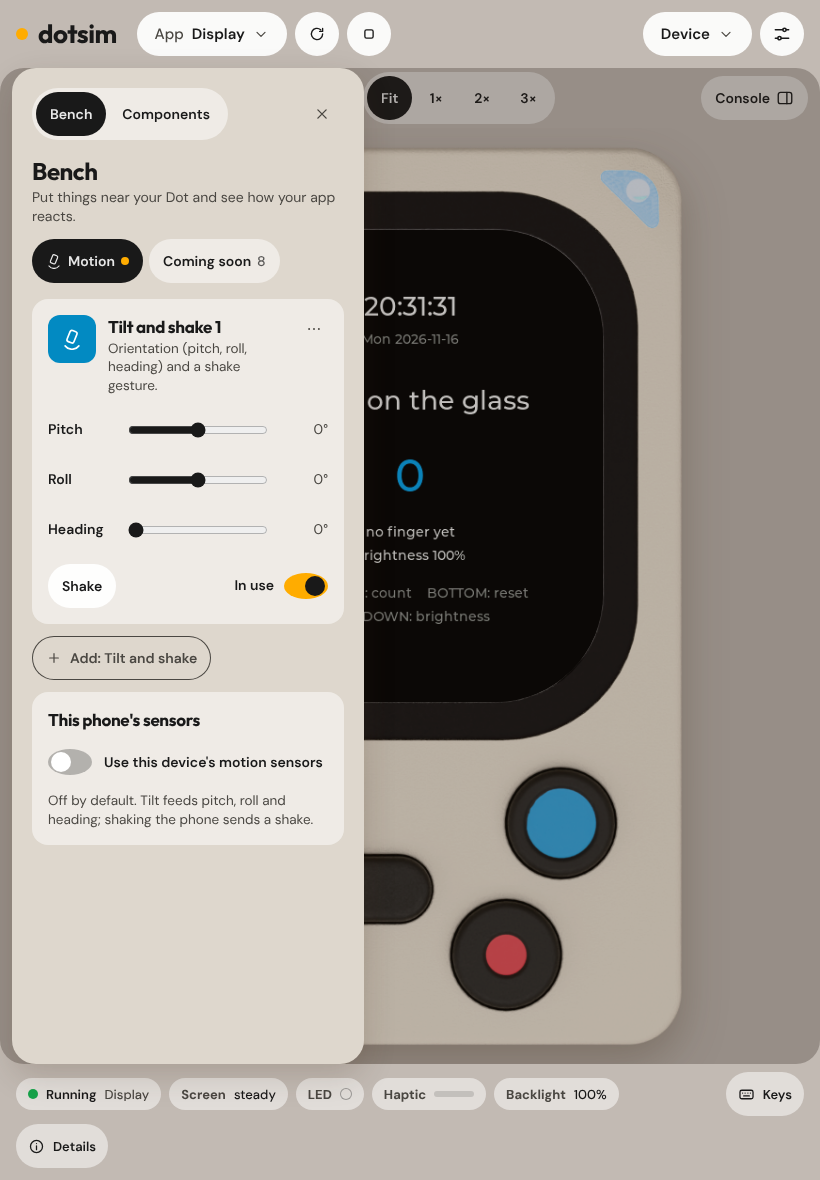 dotsim
App Display
Device
Bench
Components
Fit
1×
2×
3×
Console
Bench
Put things near your Dot and see how your app
reacts.
Motion
Coming soon 8
Tilt and shake 1
Orientation (pitch, roll,
heading) and a shake
gesture.
Pitch
0°
Roll
0°
Heading
0°
Shake
In use
Add: Tilt and shake
This phone's sensors
Use this device's motion sensors
Off by default. Tilt feeds pitch, roll and
heading; shaking the phone sends a shake.
20:31:31
Mon 2026-11-16
on the glass
0
no finger yet
rightness 100%
: count BOTTOM: reset
DOWN: brightness
Running Display
Screen steady
LED
Haptic
Backlight 100%
Keys
Details